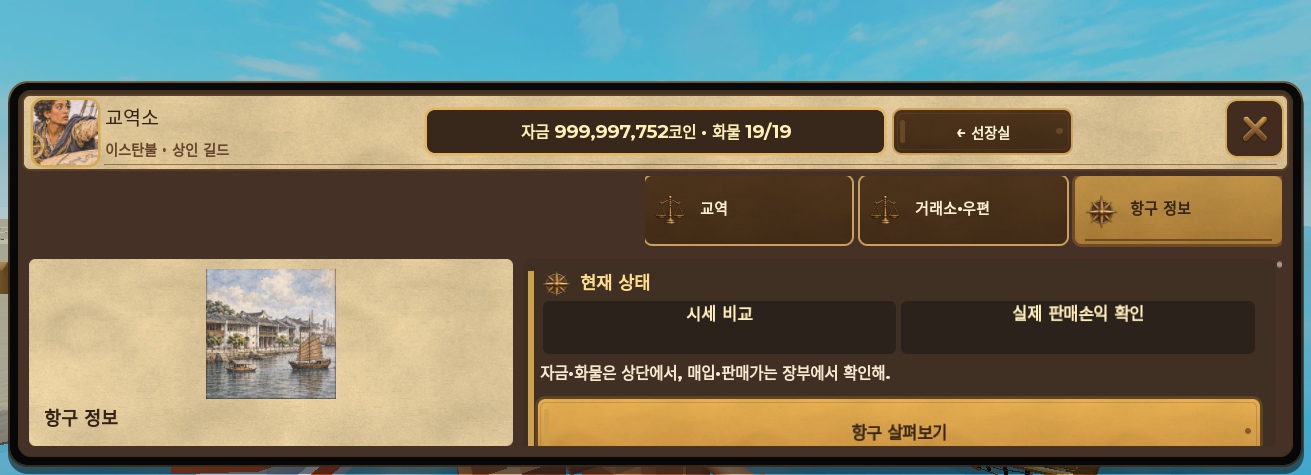 교역소
이스탄불 • 상인 길드
자금 999,997,752코인 • 화물 19/19
← 선장실
교역
거래소•우편
항구 정보
항구 정보
현재 상태
시세 비교
실제 판매손익 확인
자금•화물은 상단에서, 매입•판매가는 장부에서 확인해.
항구 살펴보기